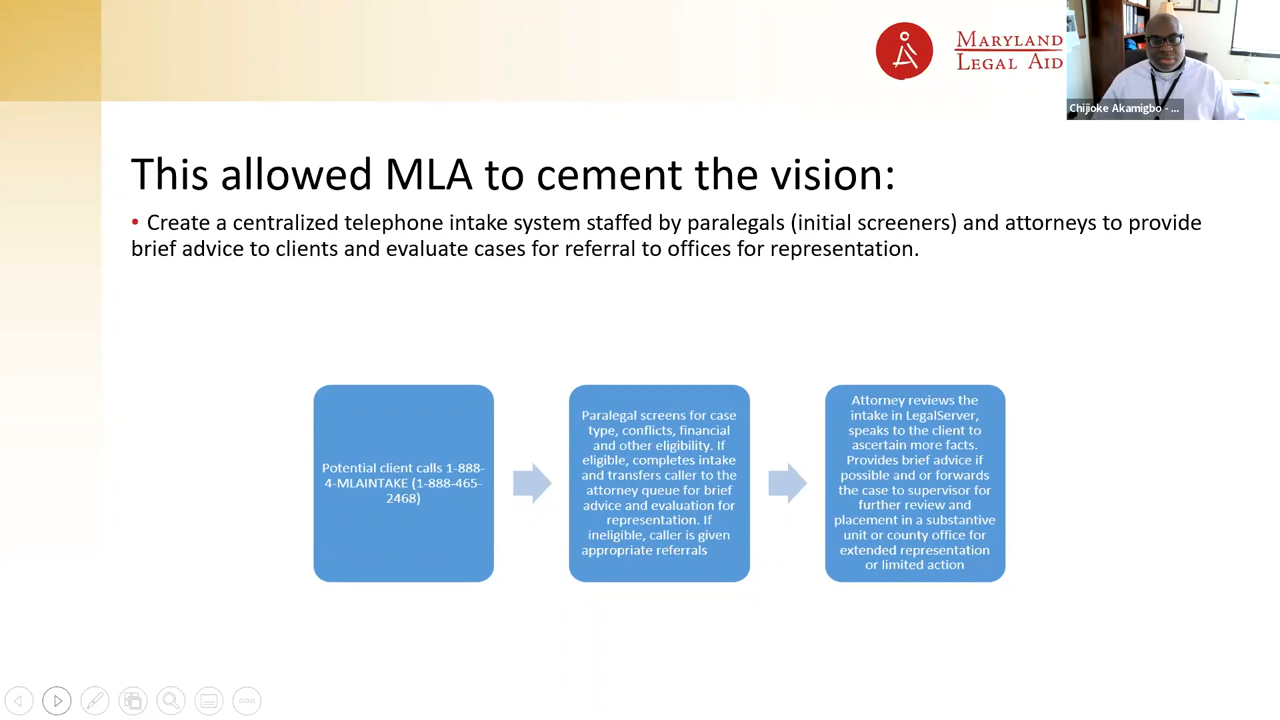 MARYLAND
LEGAL AID
Chijioke Akamigbo - ...
This allowed MLA to cement the vision:
• Create a centralized telephone intake system staffed by paralegals (initial screeners) and attorneys to provide
brief advice to clients and evaluate cases for referral to offices for representation.
Potential client calls 1-888-
4-MLAINTAKE (1-888-465-
2468)
Paralegal screens for case
type, conflicts, financial
and other eligibility. If
eligible, completes intake
and transfers caller to the
attorney queue for brief
advice and evaluation for
representation. If
ineligible, caller is given
appropriate referrals
Attorney reviews the
intake in LegalServer,
speaks to the client to
ascertain more facts.
Provides brief advice if
possible and or forwards
the case to supervisor for
further review and
placement in a substantive
unit or county office for
extended representation
or limited action